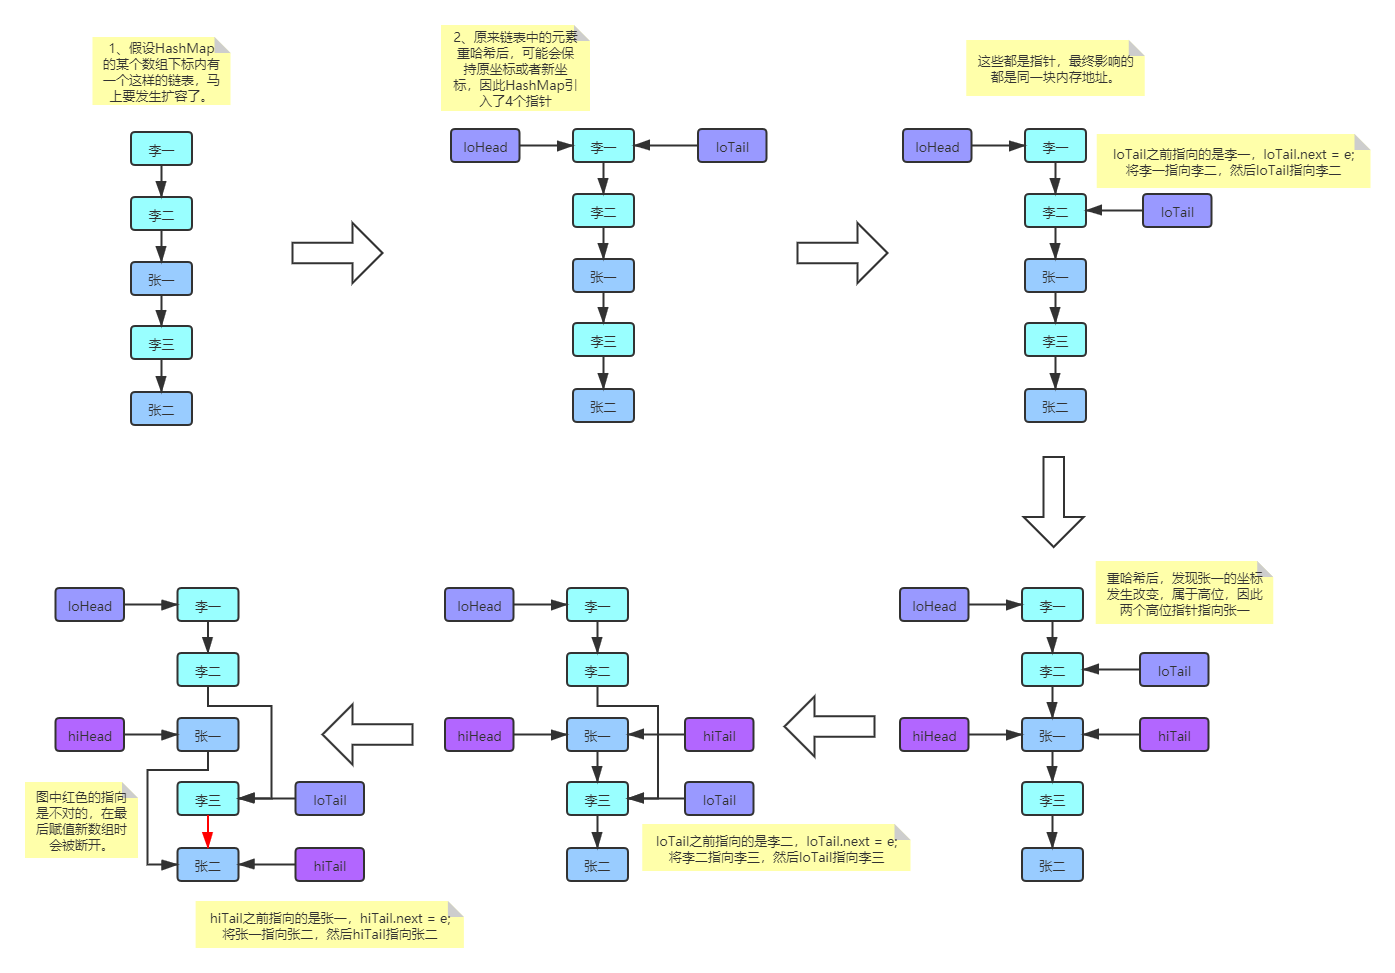 1、假设HashMap
的某个数组下标内有
一个这样的链表，马
上要发生扩容了。
李一
李二
张一
李三
张二
2、原来链表中的元素
重哈希后，可能会保
持原坐标或者新坐
标，因此HashMap引
入了4个指针
loHead
李一
loTail
李二
张一
李三
张二
这些都是指针，最终影响的
都是同一块内存地址。
loHead
李一
loTail之前指向的是李一，loTail.next = e;
将李一指向李二，然后loTail指向李二
李二
loTail
张一
李三
张二
重哈希后，发现张一的坐标
发生改变，属于高位，因此
两个高位指针指向张一
loHead
李一
李二
loTail
hiHead
张一
hiTail
李三
张二
loHead
李一
李二
hiHead
张一
hiTail
李三
loTail
loTail之前指向的是李二，loTail.next = e;
将李二指向李三，然后loTail指向李三
张二
loHead
李一
李二
hiHead
张一
李三
loTail
图中红色的指向
是不对的，在最
后赋值新数组时
会被断开。
张二
hiTail
hiTail之前指向的是张一，hiTail.next = e;
将张一指向张二，然后hiTail指向张二